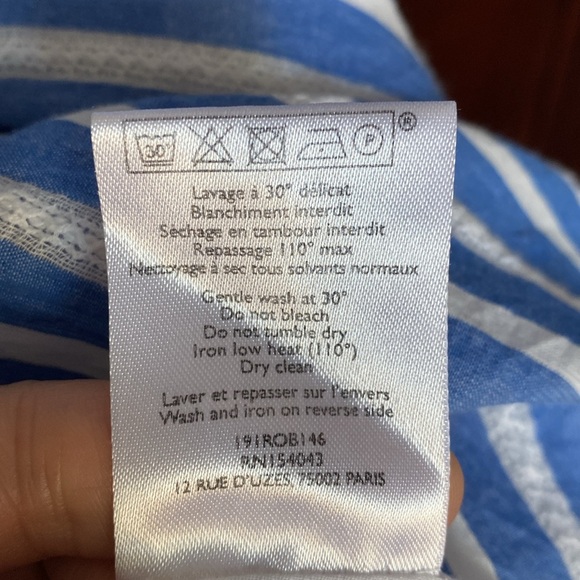 30° P ®
Lavage à 30° délicat
Blanchiment interdit
Séchage en tambour interdit
Repassage 110° max
Nettoyage à sec tous solvants normaux
Gentle wash at 30°
Do not bleach
Do not tumble dry
Iron low heat (110°)
Dry clean
Laver et repasser sur l'envers
Wash and iron on reverse side
191ROB146
RN154043
12 RUE D'UZES, 75002 PARIS